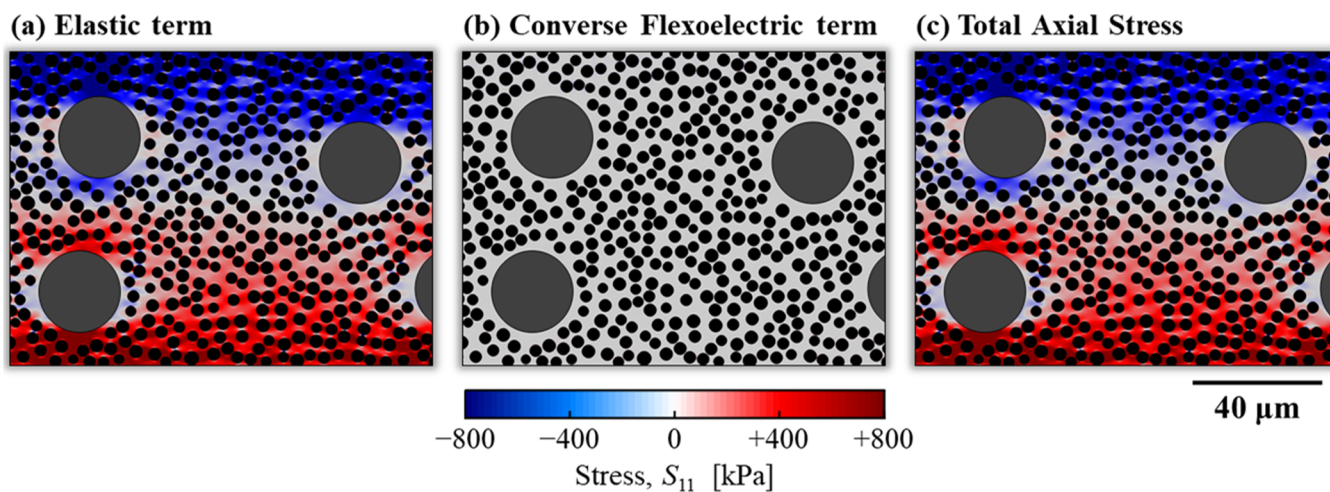 (a) Elastic term
(b) Converse Flexoelectric term
(c) Total Axial Stress
40 μm
−800 −400 0 +400 +800
Stress, S₁₁ [kPa]